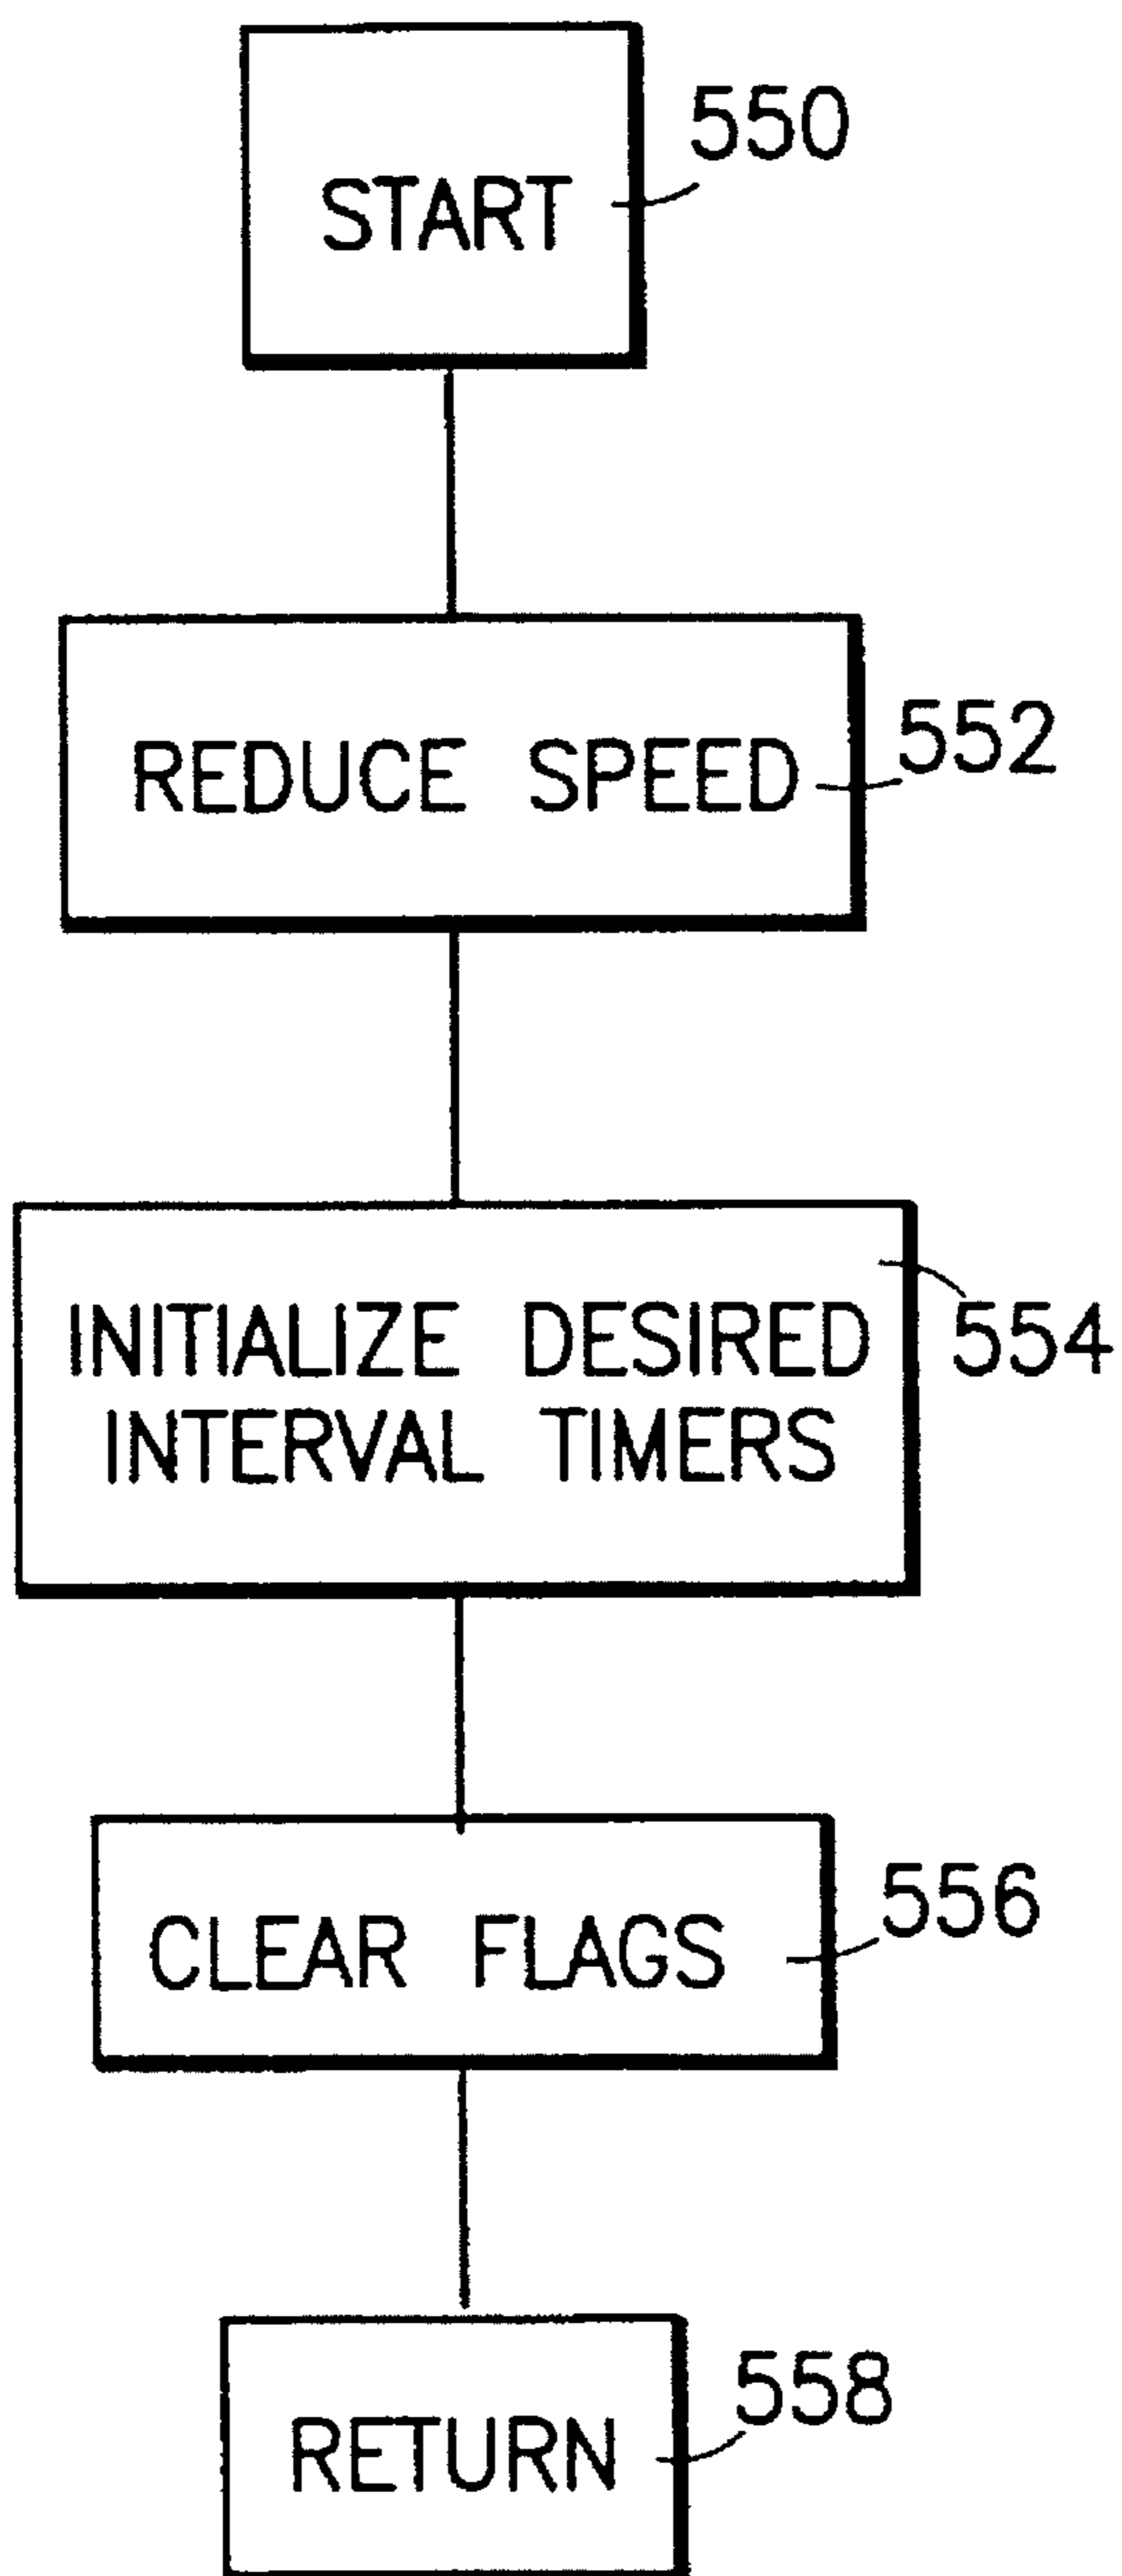 550
START
552
REDUCE SPEED
554
INITIALIZE DESIRED
INTERVAL TIMERS
556
CLEAR FLAGS
558
RETURN